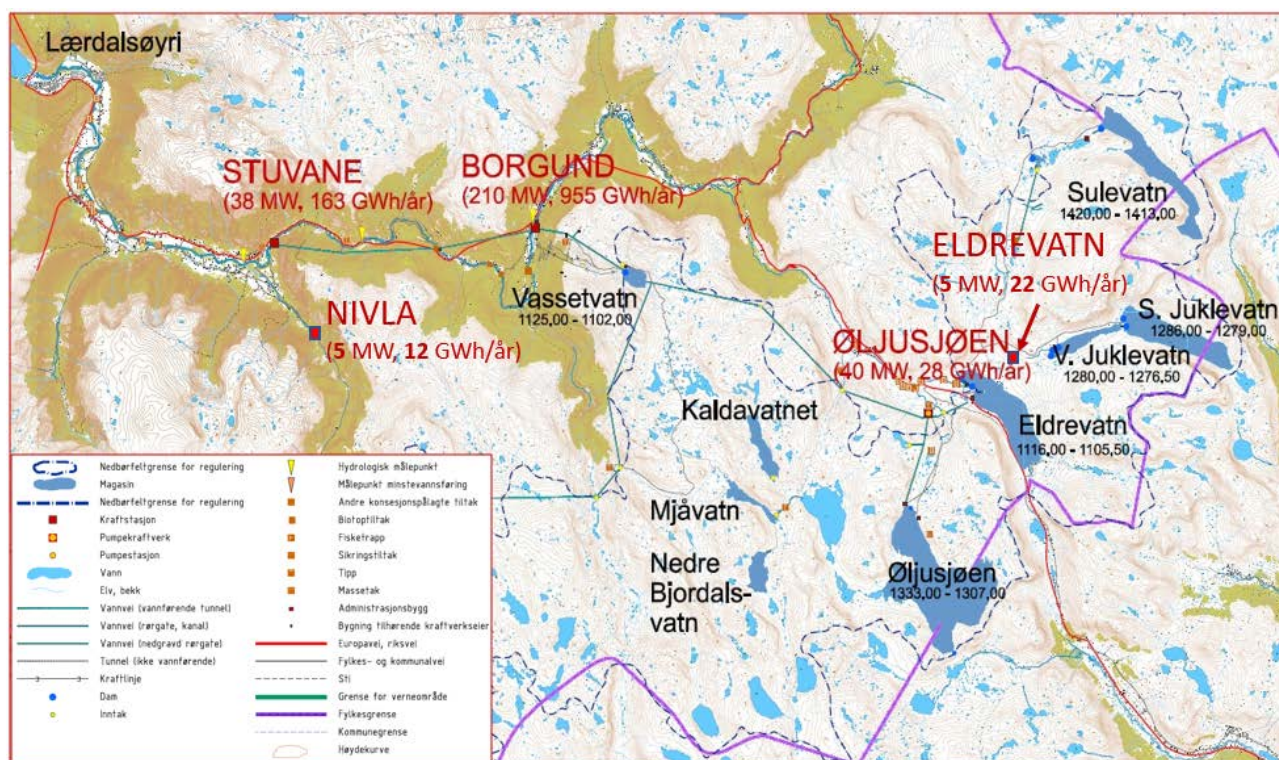 Lærdalsøyri
STUVANE
(38 MW, 163 GWh/år)
BORGUND
(210 MW, 955 GWh/år)
Sulevatn
1420,00 - 1413,00
ELDREVATN
(5 MW, 22 GWh/år)
Vassetvatn
1125,00 - 1102,00
NIVLA
(5 MW, 12 GWh/år)
S. Juklevatn
1286,00 - 1279,00
V. Juklevatn
1280,00 - 1276,50
ØLJUSJØEN
(40 MW, 28 GWh/år)
Kaldavatnet
Eldrevatn
1116,00 - 1105,50
Mjåvatn
Nedre
Bjordals-
vatn
Øljusjøen
1333,00 - 1307,00
Nedbørfeltgrense for regulering
Magasin
Nedbørfeltgrense for regulering
Kraftstasjon
Pumpekraftverk
Pumpestasjon
Vann
Elv, bekk
Vannvei (vannførende tunnel)
Vannvei (rørgate, kanal)
Vannvei (nedgravd rørgate)
Tunnel (ikke vannførende)
Kraftlinje
Dam
Inntak
Hydrologisk målepunkt
Målepunkt minstevannsføring
Andre konsesjonspålagte tiltak
Biotoptiltak
Fisketrapp
Sikringstiltak
Tipp
Massetak
Administrasjonsbygg
Bygning tilhørende kraftverkseier
Europavei, riksvei
Fylkes- og kommunalvei
Sti
Grense for verneområde
Fylkesgrense
Kommunegrense
Høydekurve